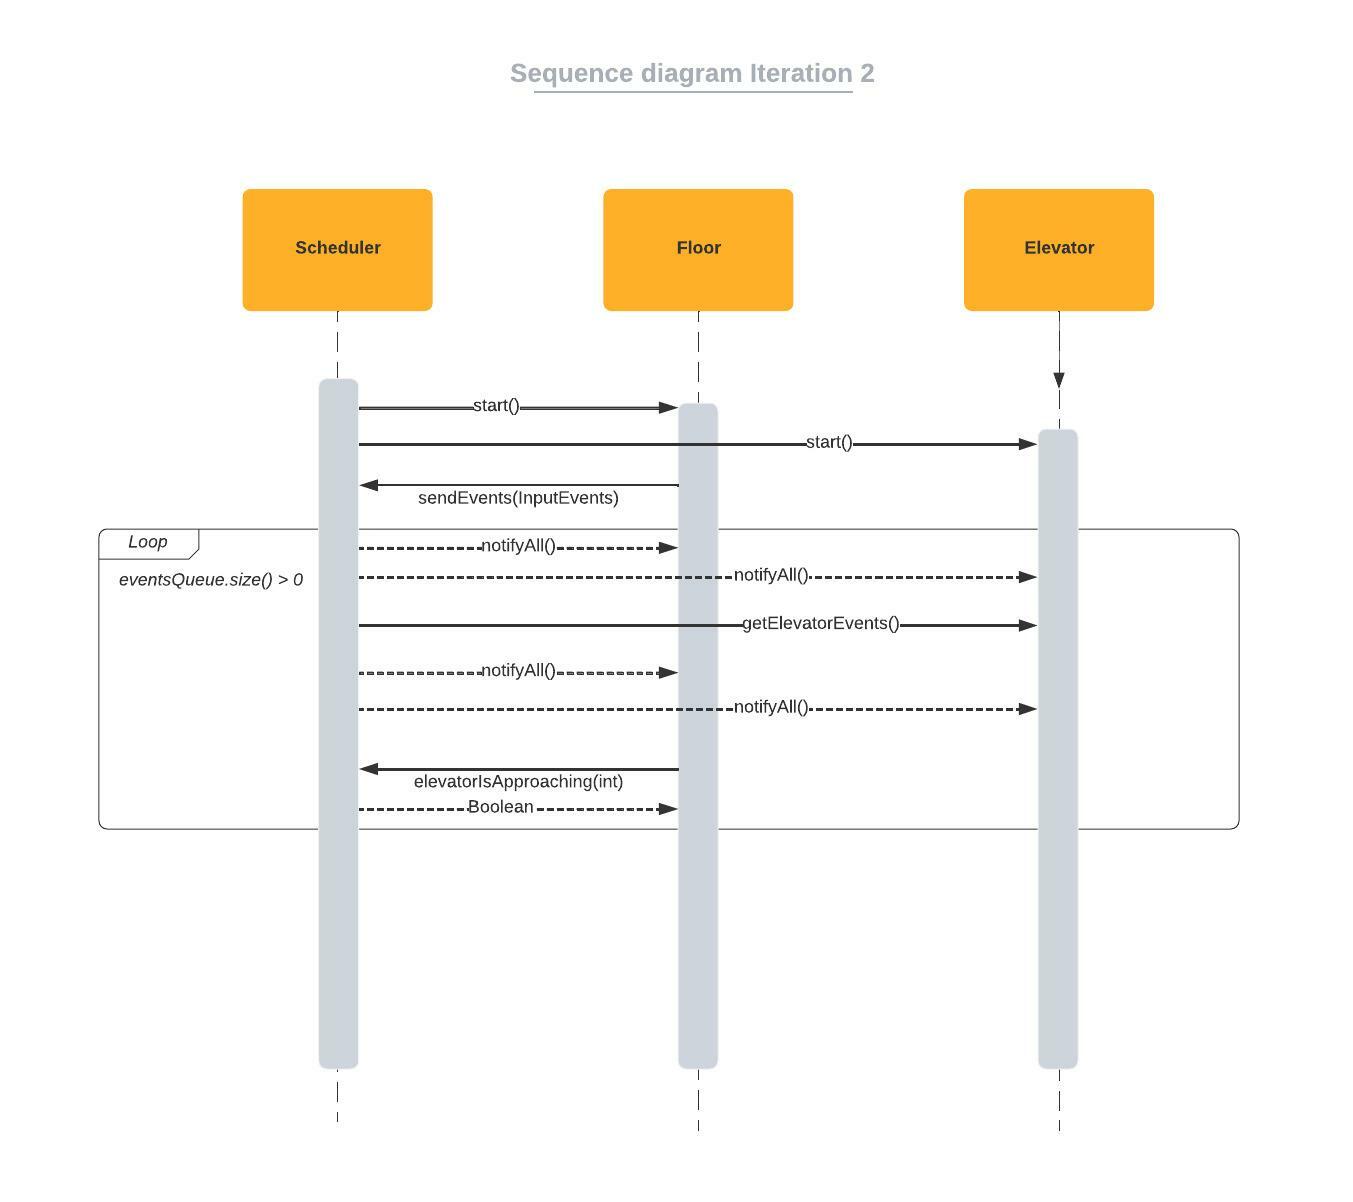 Sequence diagram Iteration 2
Scheduler
Floor
Elevator
start()
start()
sendEvents(InputEvents)
Loop
notifyAll()
eventsQueue.size() > 0
notifyAll()
getElevatorEvents()
notifyAll()
notifyAll()
elevatorIsApproaching(int)
Boolean